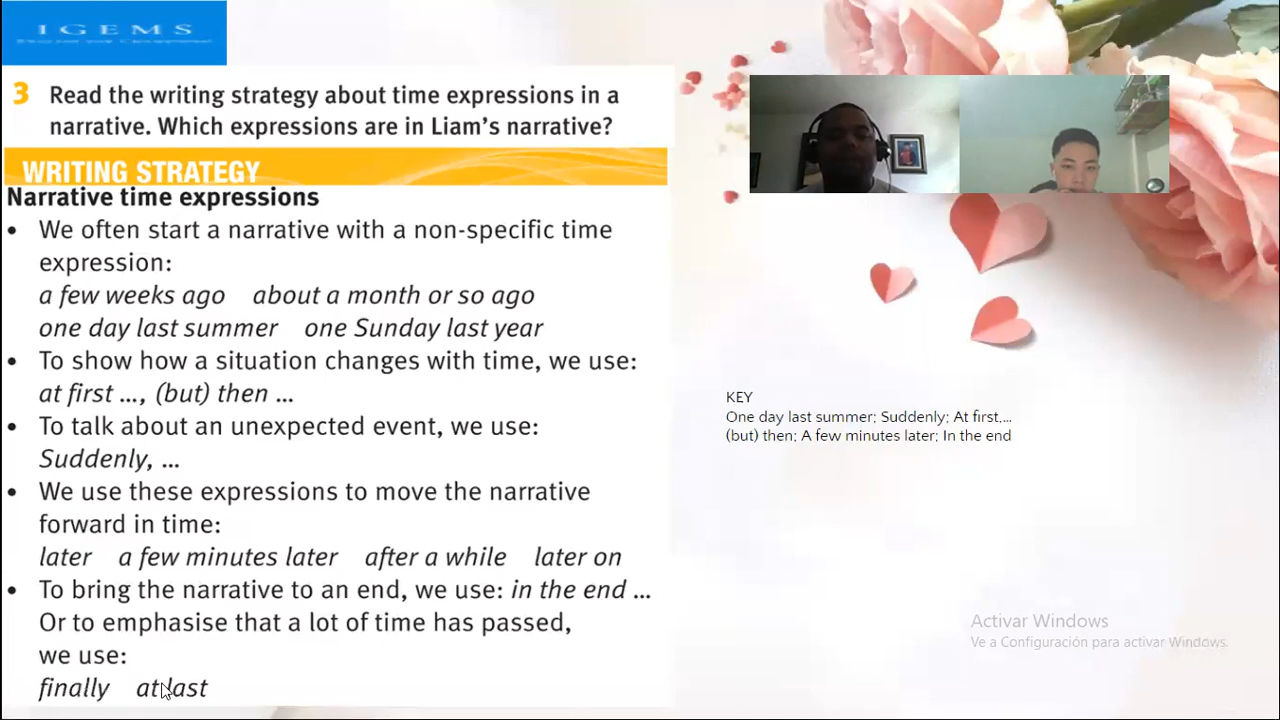 IGEMS
3 Read the writing strategy about time expressions in a
narrative. Which expressions are in Liam's narrative?
WRITING STRATEGY
Narrative time expressions
• We often start a narrative with a non-specific time
expression:
a few weeks ago about a month or so ago
one day last summer one Sunday last year
• To show how a situation changes with time, we use:
at first ..., (but) then ...
• To talk about an unexpected event, we use:
Suddenly, ...
• We use these expressions to move the narrative
forward in time:
later a few minutes later after a while later on
• To bring the narrative to an end, we use: in the end ...
Or to emphasise that a lot of time has passed,
we use:
finally at last
KEY
One day last summer; Suddenly; At first,...
(but) then; A few minutes later; In the end
Activar Windows
Ve a Configuración para activar Windows.